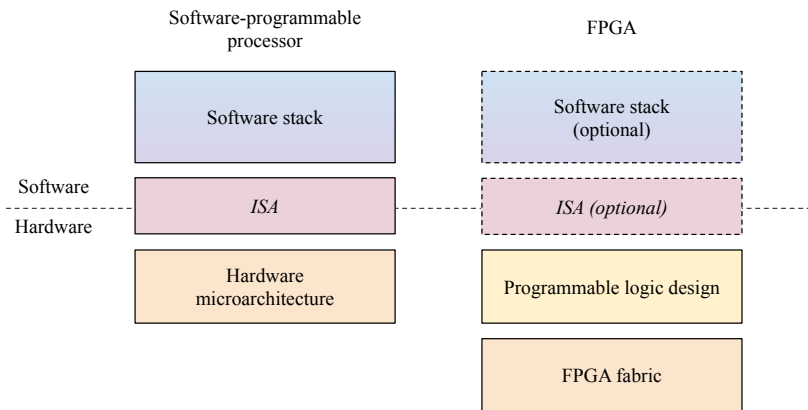 Software-programmable
processor
FPGA
Software stack
Software stack
(optional)
Software
ISA
ISA (optional)
Hardware
Hardware
microarchitecture
Programmable logic design
FPGA fabric